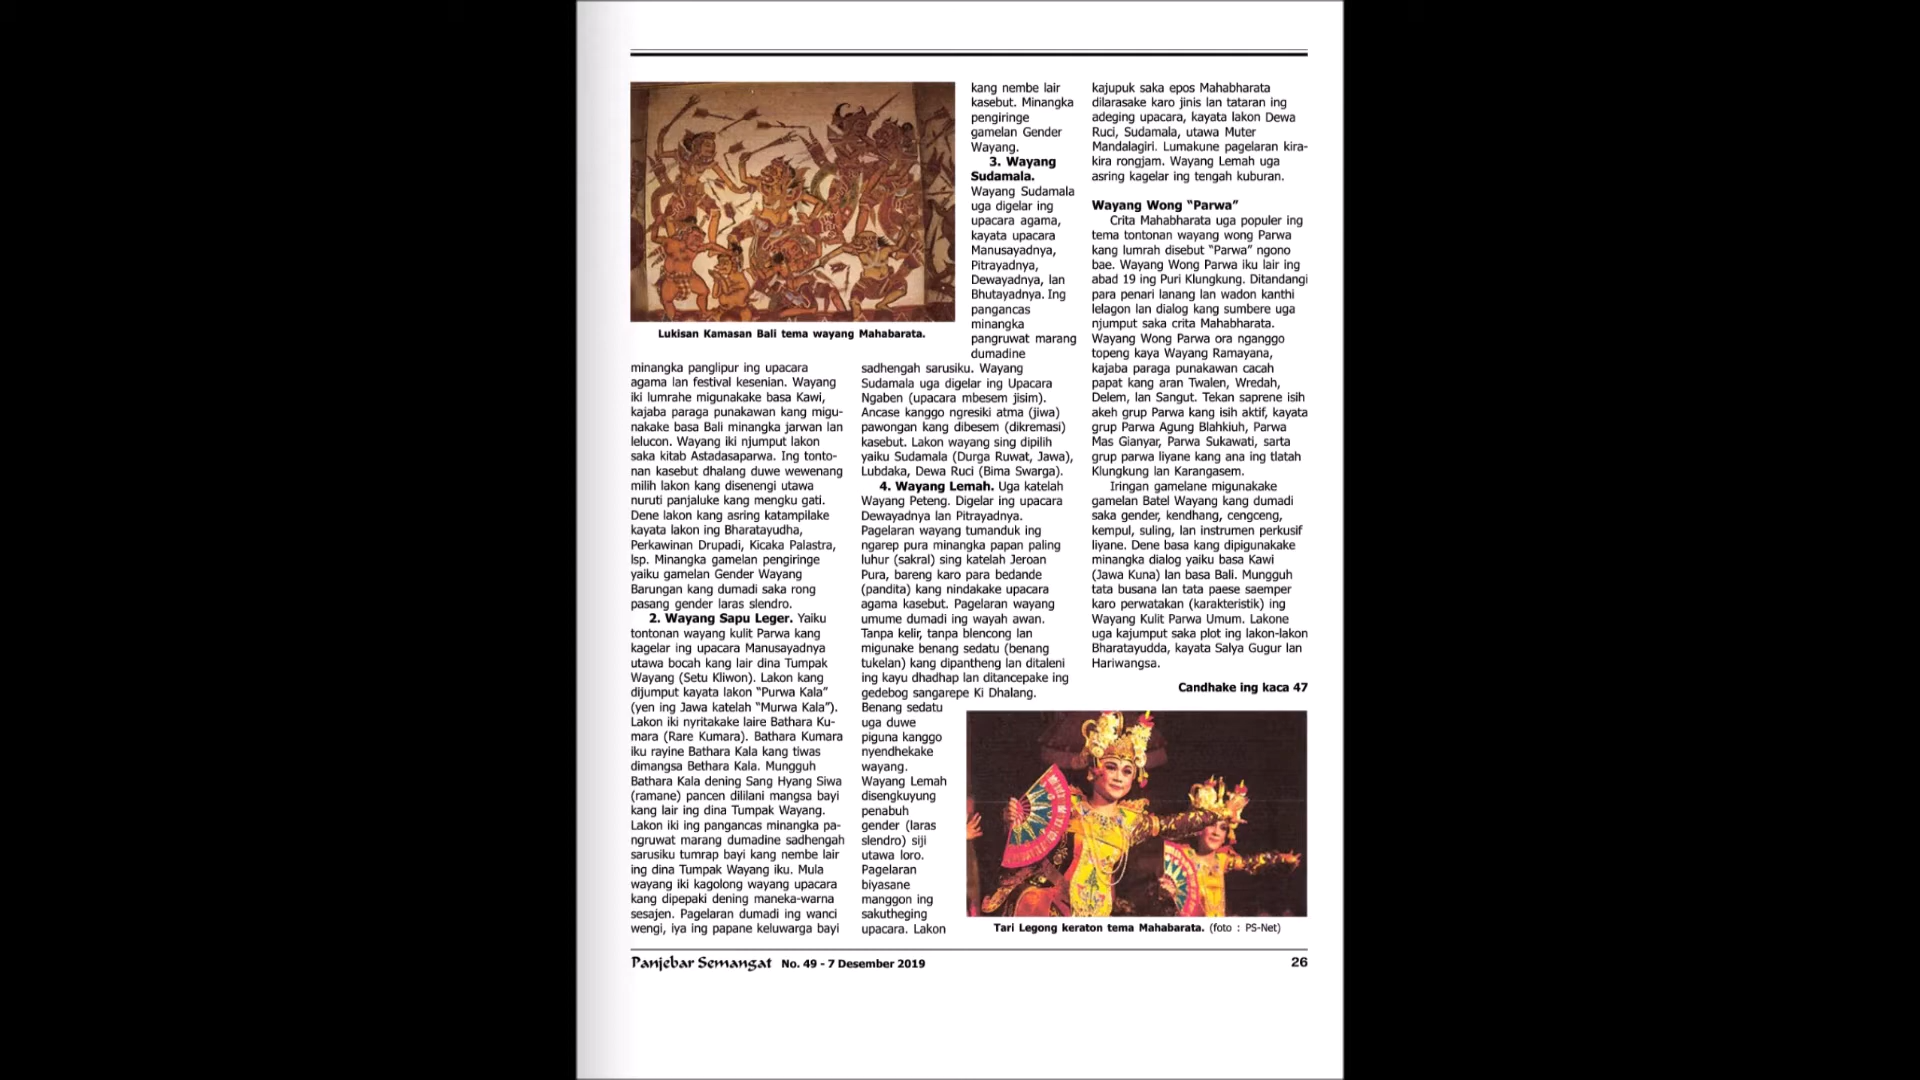 Lukisan Kamasan Bali tema wayang Mahabarata.
minangka panglipur ing upacara
agama lan festival kesenian. Wayang
iki lumrahe migunakake basa Kawi,
kajaba paraga punakawan kang migu-
nakake basa Bali minangka jarwan lan
lelucon. Wayang iki njumput lakon
saka kitab Astadasaparwa. Ing tonto-
nan kasebut dhalang duwe wewenang
milih lakon kang disenengi utawa
nuruti panjaluke kang mengku gati.
Dene lakon kang asring katampilake
kayata lakon ing Bharatayudha,
Perkawinan Drupadi, Kicaka Palastra,
lsp. Minangka gamelan pengiringe
yaiku gamelan Gender Wayang
Barungan kang dumadi saka rong
pasang gender laras slendro.
2. Wayang Sapu Leger. Yaiku
tontonan wayang kulit Parwa kang
kagelar ing upacara Manusayadnya
utawa bocah kang lair dina Tumpak
Wayang (Setu Kliwon). Lakon kang
dijumput kayata lakon "Purwa Kala"
(yen ing Jawa katelah "Murwa Kala").
Lakon iki nyritakake laire Bathara Ku-
mara (Rare Kumara). Bathara Kumara
iku rayine Bathara Kala kang tiwas
dimangsa Bethara Kala. Mungguh
Bathara Kala dening Sang Hyang Siwa
(ramane) pancen dililani mangsa bayi
kang lair ing dina Tumpak Wayang.
Lakon iki ing pangancas minangka pa-
ngruwat marang dumadine sadhengah
sarusiku tumrap bayi kang nembe lair
ing dina Tumpak Wayang iku. Mula
wayang iki kagolong wayang upacara
kang dipepaki dening maneka-warna
sesajen. Pagelaran dumadi ing wanci
wengi, iya ing papane keluwarga bayi
kang nembe lair
kasebut. Minangka
pengiringe
gamelan Gender
Wayang.
3. Wayang
Sudamala.
Wayang Sudamala
uga digelar ing
upacara agama,
kayata upacara
Manusayadnya,
Pitrayadnya,
Dewayadnya, lan
Bhutayadnya. Ing
pangancas
minangka
pangruwat marang
dumadine
sadhengah sarusiku. Wayang
Sudamala uga digelar ing Upacara
Ngaben (upacara mbesem jisim).
Ancase kanggo ngresiki atma (jiwa)
pawongan kang dibesem (dikremasi)
kasebut. Lakon wayang sing dipilih
yaiku Sudamala (Durga Ruwat, Jawa),
Lubdaka, Dewa Ruci (Bima Swarga).
4. Wayang Lemah. Uga katelah
Wayang Peteng. Digelar ing upacara
Dewayadnya lan Pitrayadnya.
Pagelaran wayang tumanduk ing
ngarep pura minangka papan paling
luhur (sakral) sing katelah Jeroan
Pura, bareng karo para bedande
(pandita) kang nindakake upacara
agama kasebut. Pagelaran wayang
umume dumadi ing wayah awan.
Tanpa kelir, tanpa blencong lan
migunake benang sedatu (benang
tukelan) kang dipantheng lan ditaleni
ing kayu dhadhap lan ditancepake ing
gedebog sangarepe Ki Dhalang.
Benang sedatu
uga duwe
piguna kanggo
nyendhekake
wayang.
Wayang Lemah
disengkuyung
penabuh
gender (laras
slendro) siji
utawa loro.
Pagelaran
biyasane
manggon ing
sakutheging
upacara. Lakon
kajupuk saka epos Mahabharata
dilarasake karo jinis lan tataran ing
adeging upacara, kayata lakon Dewa
Ruci, Sudamala, utawa Muter
Mandalagiri. Lumakune pagelaran kira-
kira rongjam. Wayang Lemah uga
asring kagelar ing tengah kuburan.
Wayang Wong "Parwa"
Crita Mahabharata uga populer ing
tema tontonan wayang wong Parwa
kang lumrah disebut "Parwa" ngono
bae. Wayang Wong Parwa iku lair ing
abad 19 ing Puri Klungkung. Ditandangi
para penari lanang lan wadon kanthi
lelagon lan dialog kang sumbere uga
njumput saka crita Mahabharata.
Wayang Wong Parwa ora nganggo
topeng kaya Wayang Ramayana,
kajaba paraga punakawan cacah
papat kang aran Twalen, Wredah,
Delem, lan Sangut. Tekan saprene isih
akeh grup Parwa kang isih aktif, kayata
grup Parwa Agung Blahkiuh, Parwa
Mas Gianyar, Parwa Sukawati, sarta
grup parwa liyane kang ana ing tlatah
Klungkung lan Karangasem.
Iringan gamelane migunakake
gamelan Batel Wayang kang dumadi
saka gender, kendhang, cengceng,
kempul, suling, lan instrumen perkusif
liyane. Dene basa kang dipigunakake
minangka dialog yaiku basa Kawi
(Jawa Kuna) lan basa Bali. Mungguh
tata busana lan tata paese saemper
karo perwatakan (karakteristik) ing
Wayang Kulit Parwa Umum. Lakone
uga kajumput saka plot ing lakon-lakon
Bharatayudda, kayata Salya Gugur lan
Hariwangsa.
Candhake ing kaca 47
Tari Legong keraton tema Mahabarata. (foto : PS-Net)
Panjebar Semangat No. 49 - 7 Desember 2019
26